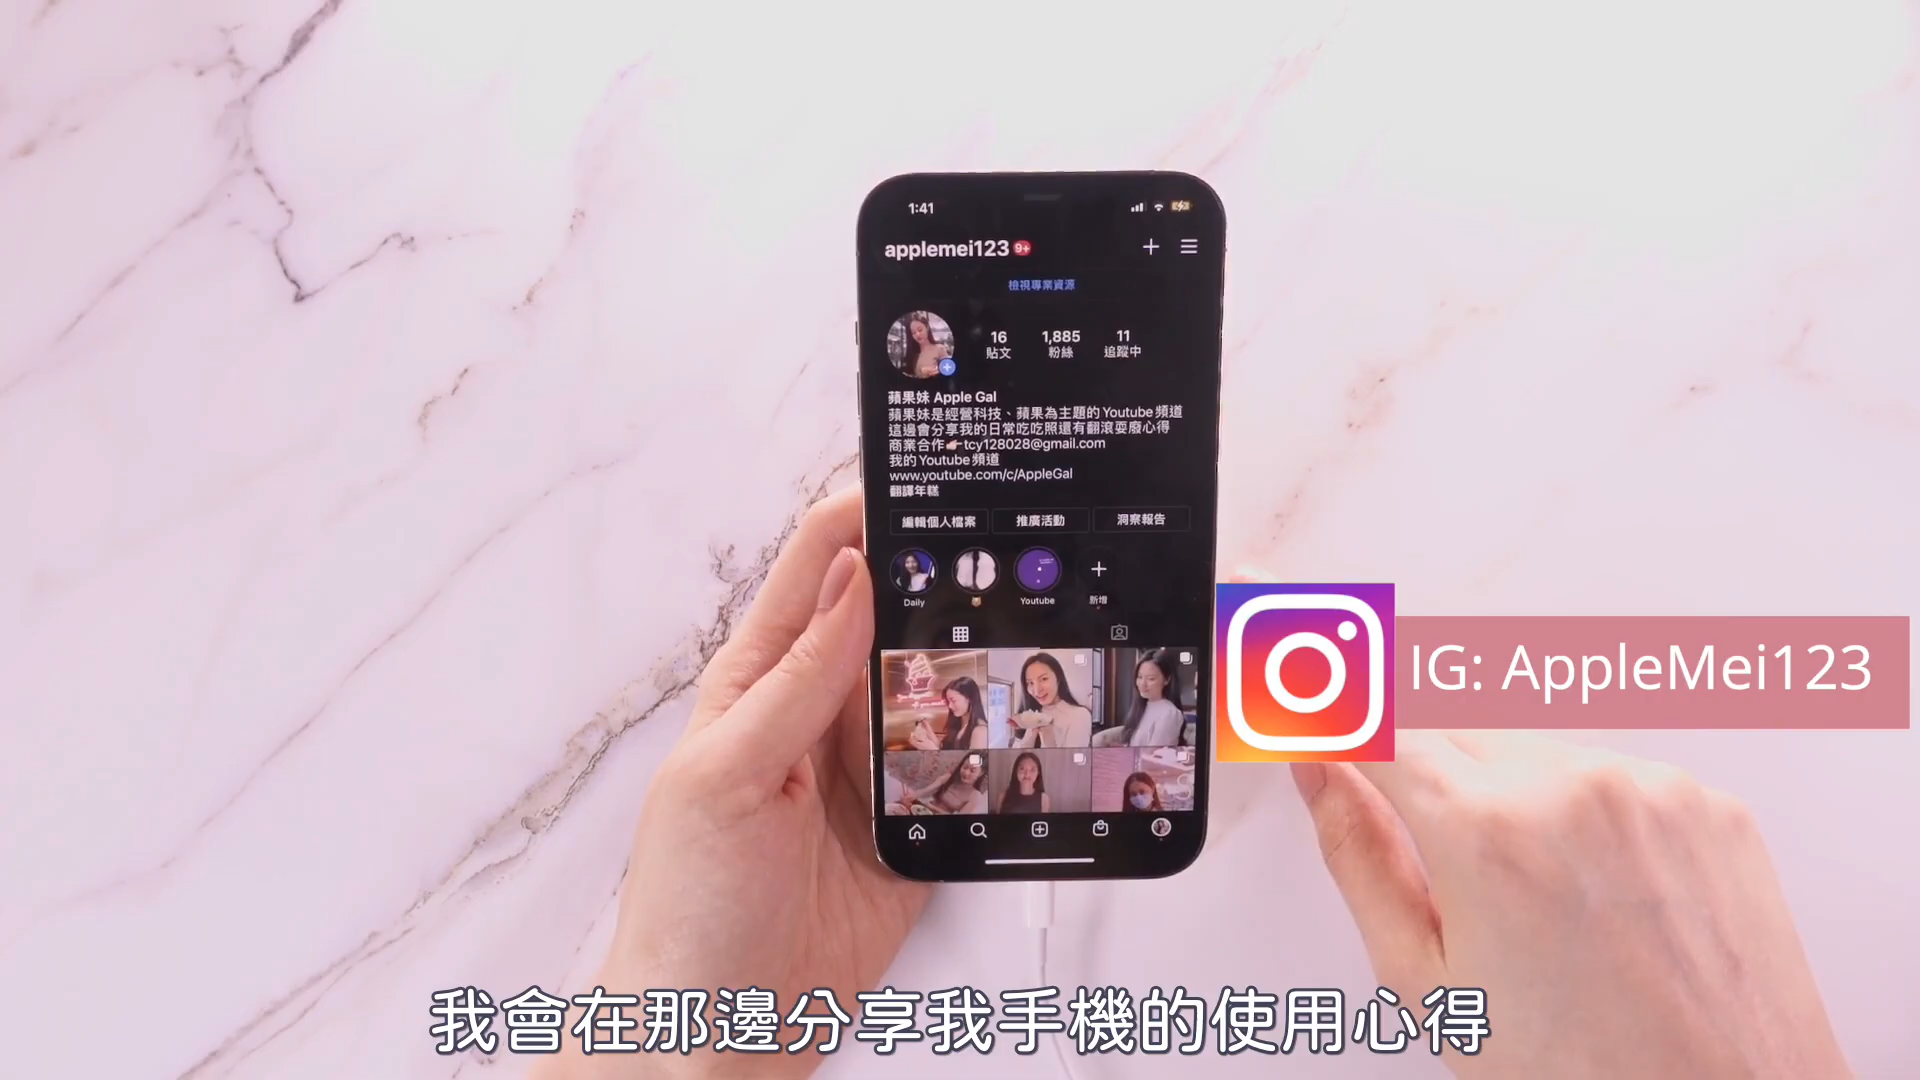 1:41
applemei123 9+
檢視專業資源
16 1,885 11
貼文 粉絲 追蹤中
蘋果妹 Apple Gal
蘋果妹是經營科技、蘋果為主題的 Youtube 頻道
這邊會分享我的日常吃吃照還有翻滾耍廢心得
商業合作👉🏻tcy128028@gmail.com
我的 Youtube 頻道
www.youtube.com/c/AppleGal
翻譯年糕
編輯個人檔案 推廣活動 洞察報告
Daily Youtube 新增
IG: AppleMei123
我會在那邊分享我手機的使用心得